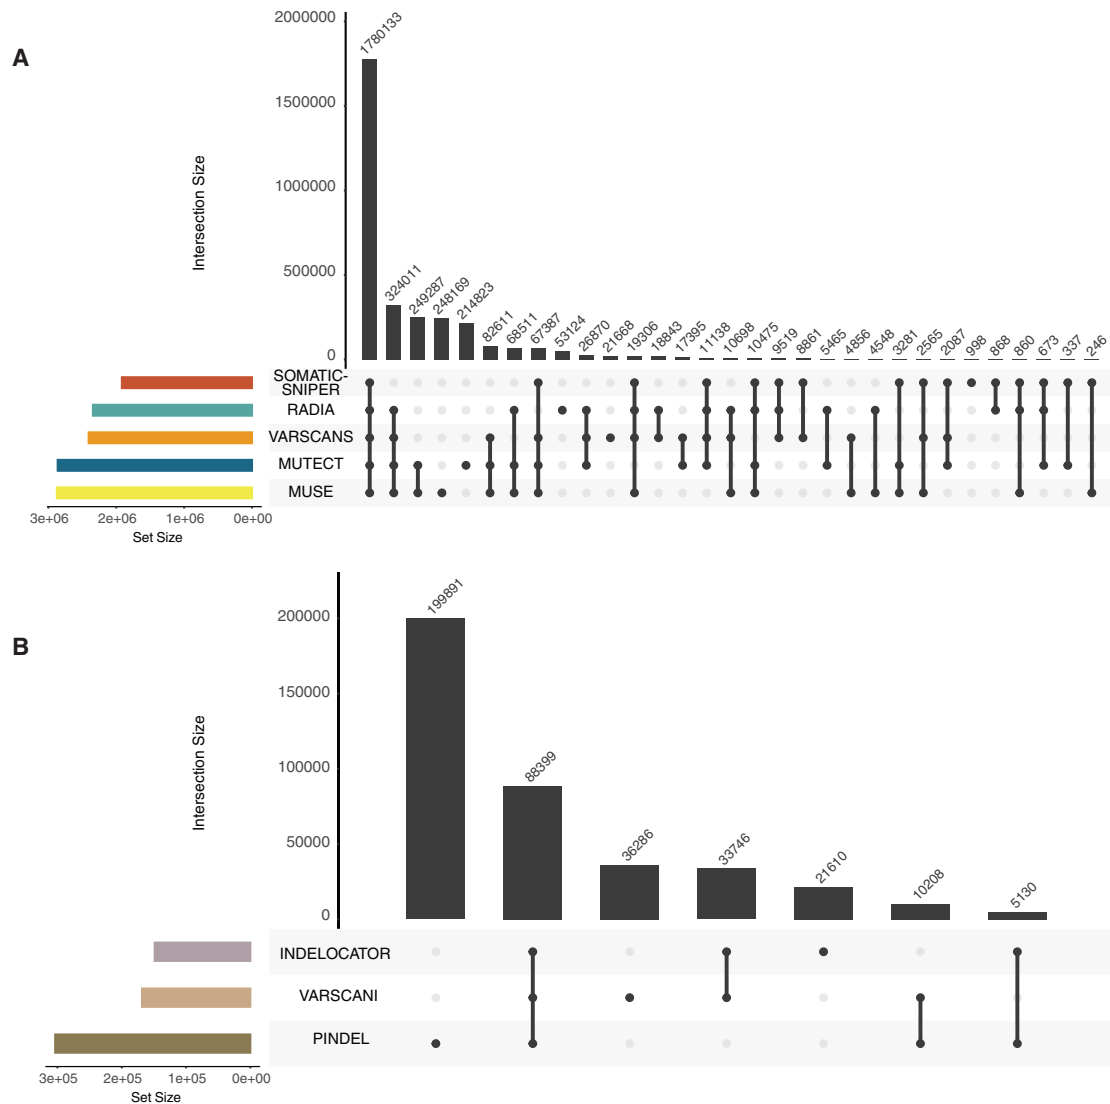 A
Intersection Size
2000000
1500000
1000000
500000
0
1780133
324011
249287
248169
214823
82611
68511
67387
53124
26870
21668
19306
18843
17395
11138
10698
10475
9519
8861
5465
4856
4548
3281
2565
2087
998
868
860
673
337
246
SOMATIC-
SNIPER
RADIA
VARSCANS
MUTECT
MUSE
3e+06 2e+06 1e+06 0e+00
Set Size
B
Intersection Size
200000
150000
100000
50000
0
199891
88399
36286
33746
21610
10208
5130
INDELOCATOR
VARSCANI
PINDEL
3e+05 2e+05 1e+05 0e+00
Set Size